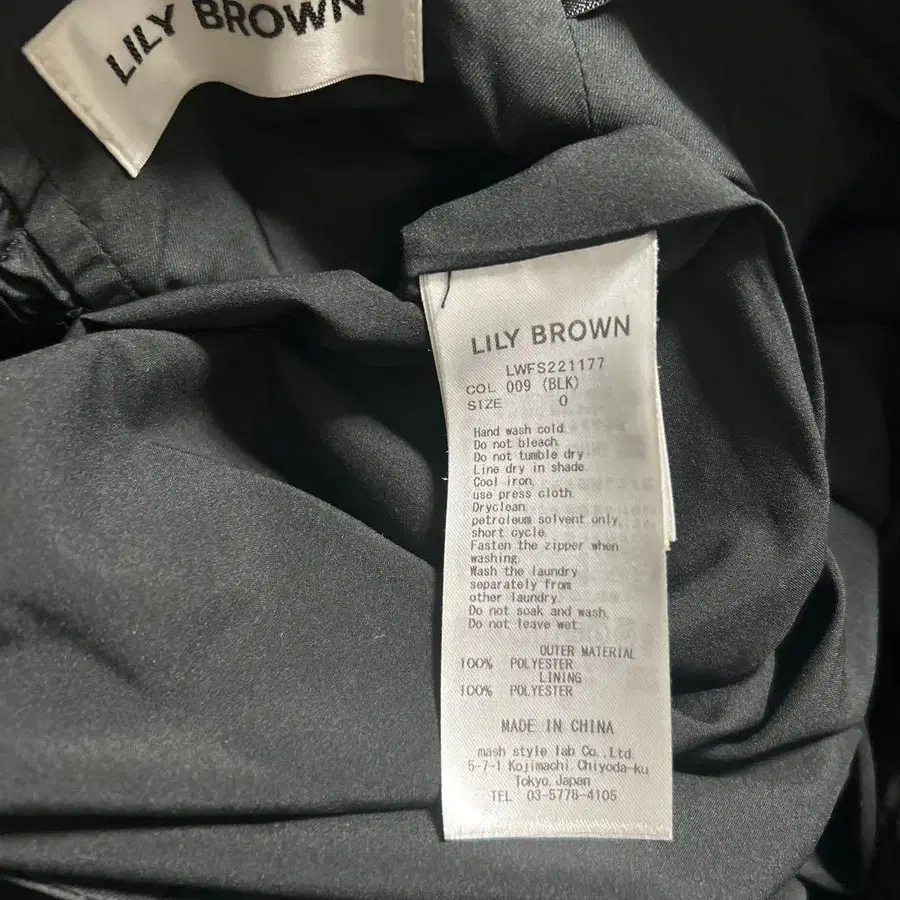 LILY BROWN
LILY BROWN
LWFS221177
COL 009 (BLK)
SIZE 0
Hand wash cold.
Do not bleach.
Do not tumble dry
Line dry in shade.
Cool iron,
use press cloth.
Dryclean
petroleum solvent only,
short cycle.
Fasten the zipper when
washing.
Wash the laundry
separately from
other laundry.
Do not soak and wash.
Do not leave wet.
OUTER MATERIAL
100% POLYESTER
LINING
100% POLYESTER
MADE IN CHINA
mash style lab Co.,Ltd.
5-7-1 Kojimachi Chiyoda-ku
Tokyo Japan
TEL 03-5778-4105